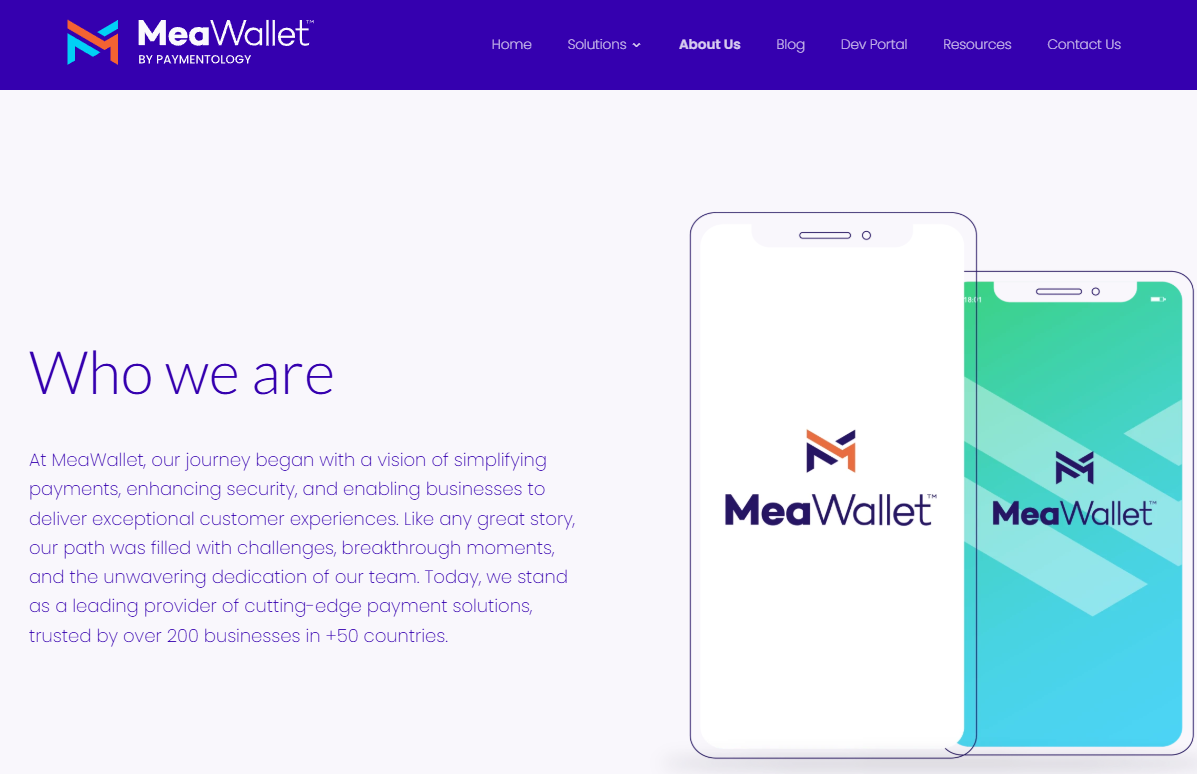 MeaWallet™
BY PAYMENTOLOGY
Home Solutions About Us Blog Dev Portal Resources Contact Us
Who we are
At MeaWallet, our journey began with a vision of simplifying
payments, enhancing security, and enabling businesses to
deliver exceptional customer experiences. Like any great story,
our path was filled with challenges, breakthrough moments,
and the unwavering dedication of our team. Today, we stand
as a leading provider of cutting-edge payment solutions,
trusted by over 200 businesses in +50 countries.
MeaWallet™
18:01
MeaWallet™